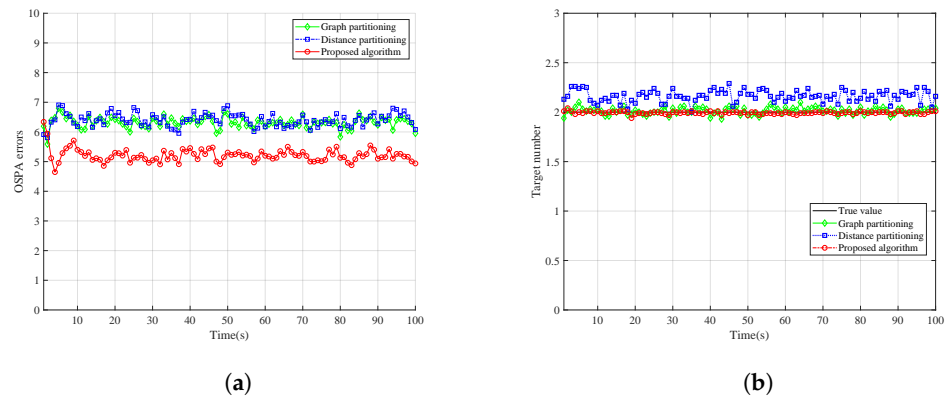 10
9
8
7
6
5
4
3
2
1
0
OSPA errors
10 20 30 40 50 60 70 80 90 100
Time(s)
Graph partitioning
Distance partitioning
Proposed algorithm
(a)
3
2.5
2
1.5
1
0.5
0
Target number
10 20 30 40 50 60 70 80 90 100
Time(s)
True value
Graph partitioning
Distance partitioning
Proposed algorithm
(b)